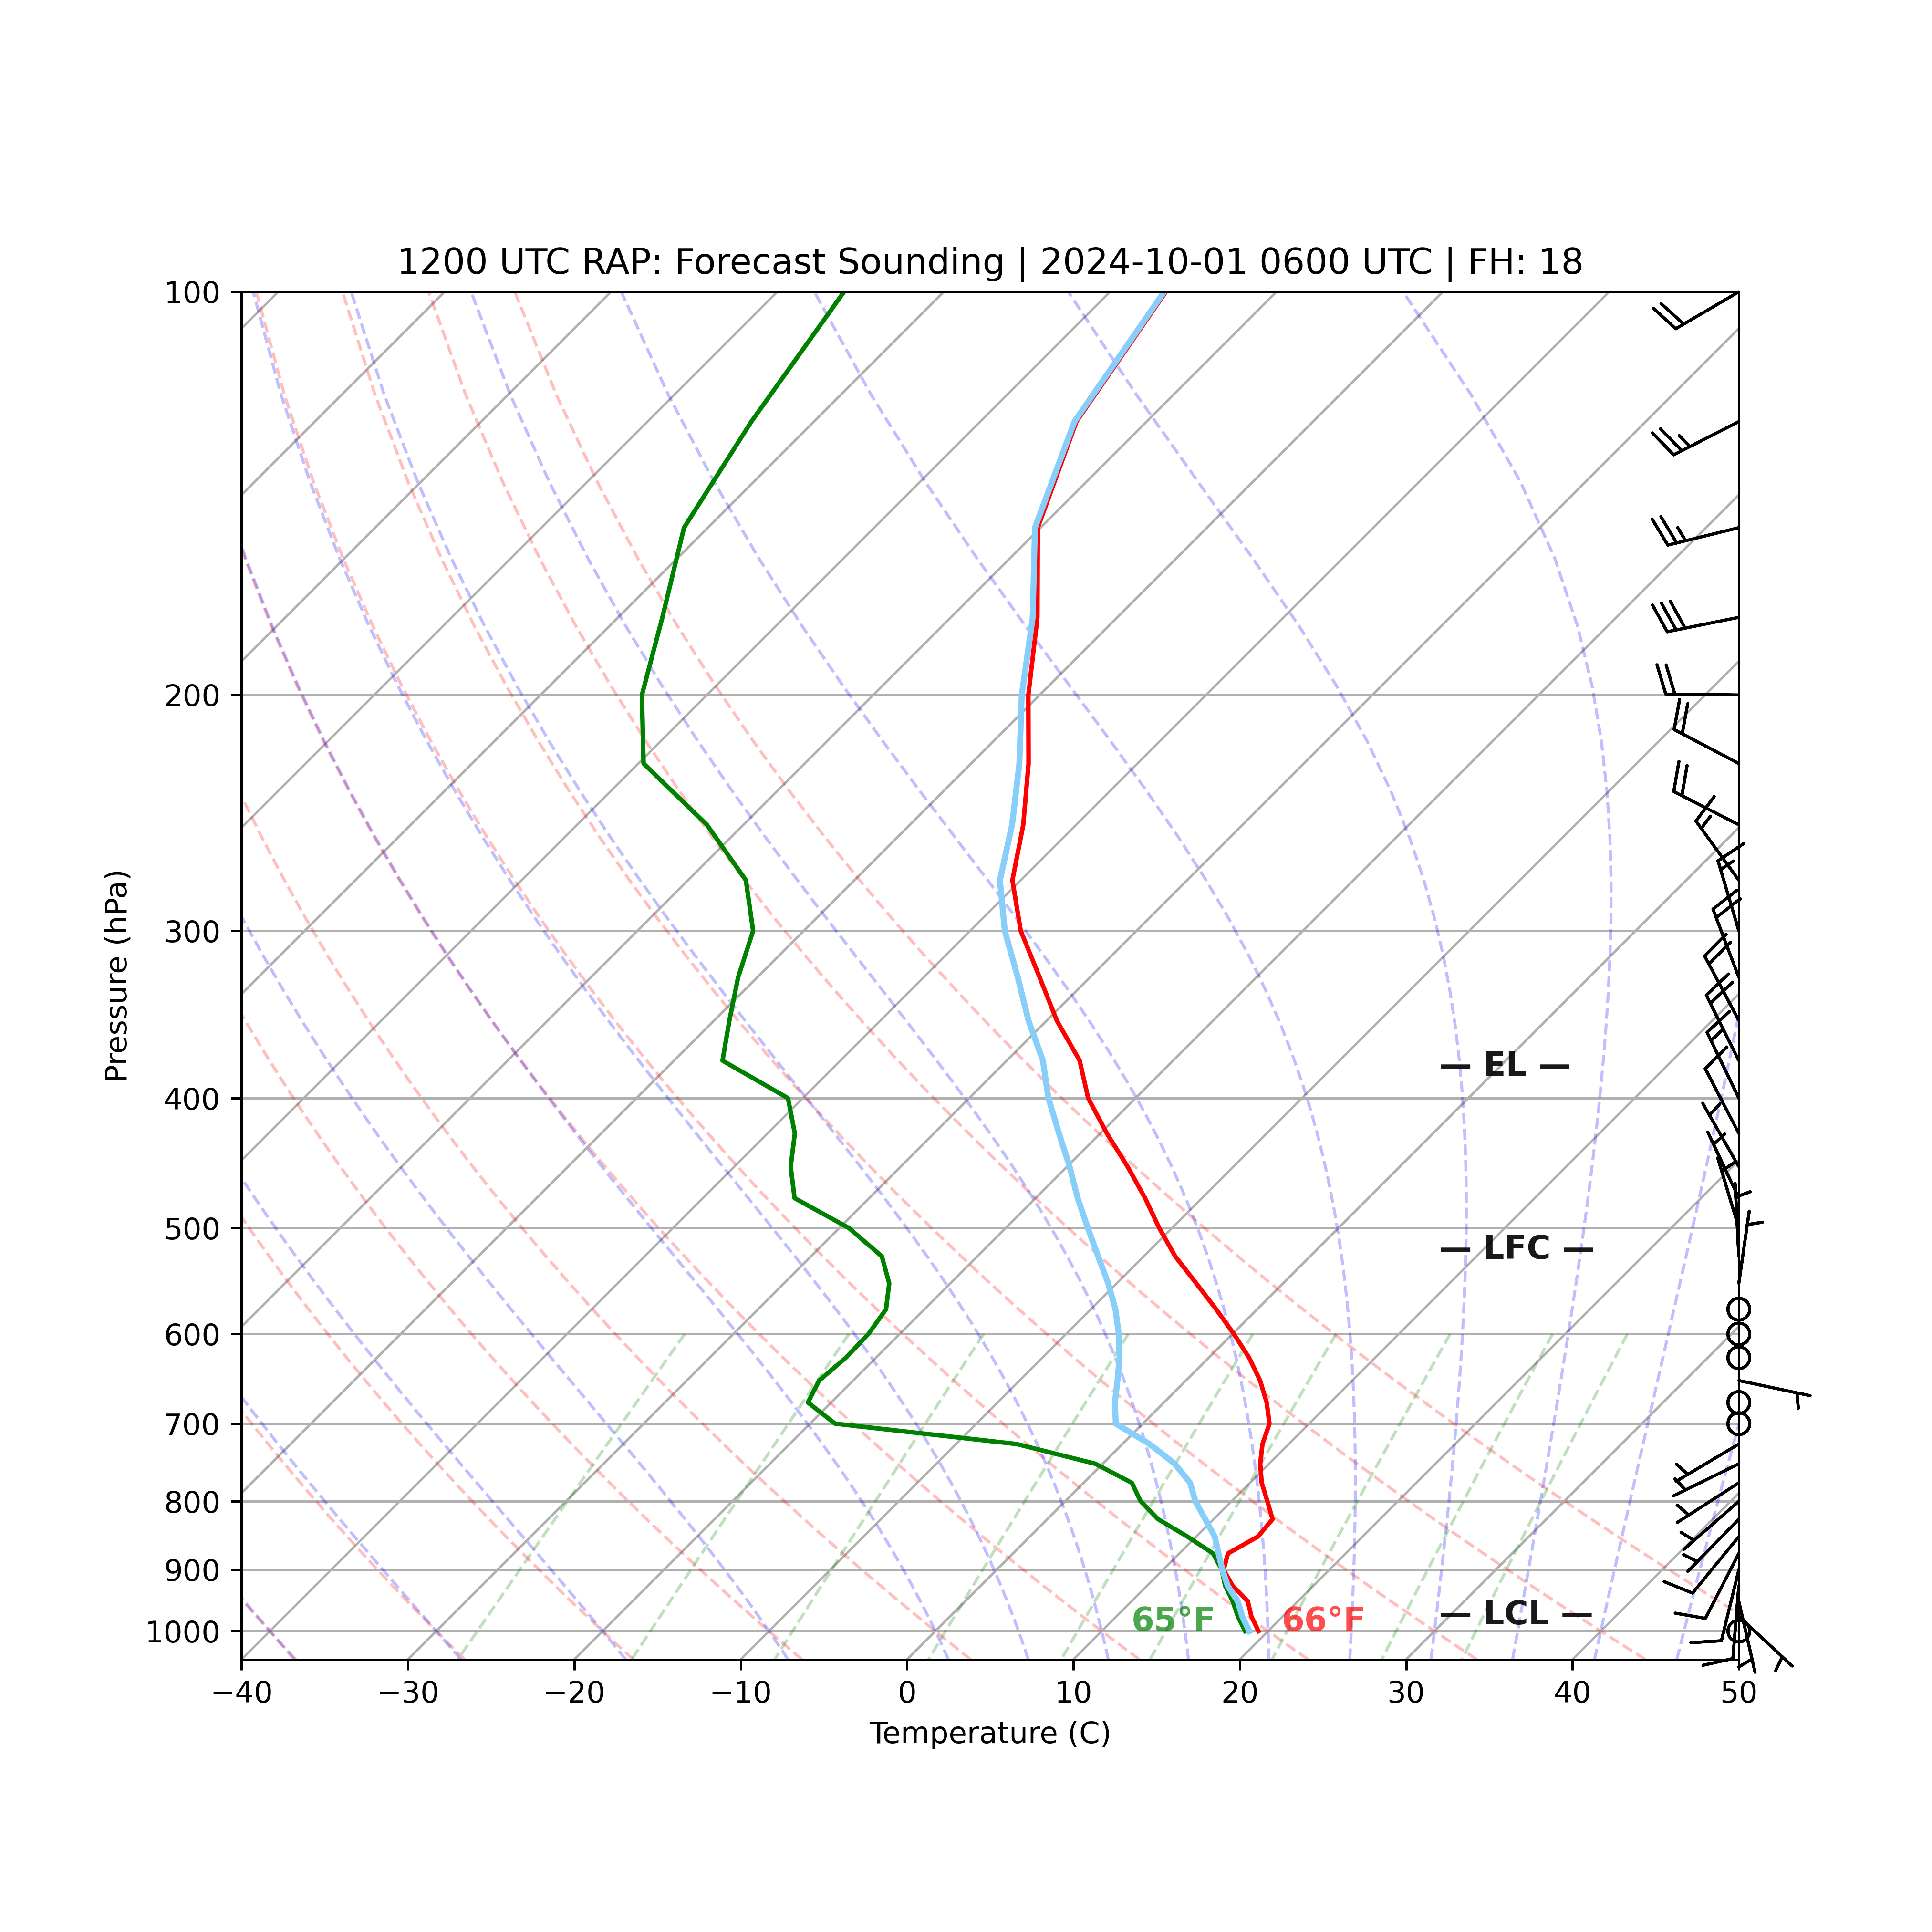 1200 UTC RAP: Forecast Sounding | 2024-10-01 0600 UTC | FH: 18
100
200
300
400
500
600
700
800
900
1000
Pressure (hPa)
— EL —
— LFC —
— LCL —
65°F 66°F
−40 −30 −20 −10 0 10 20 30 40 50
Temperature (C)